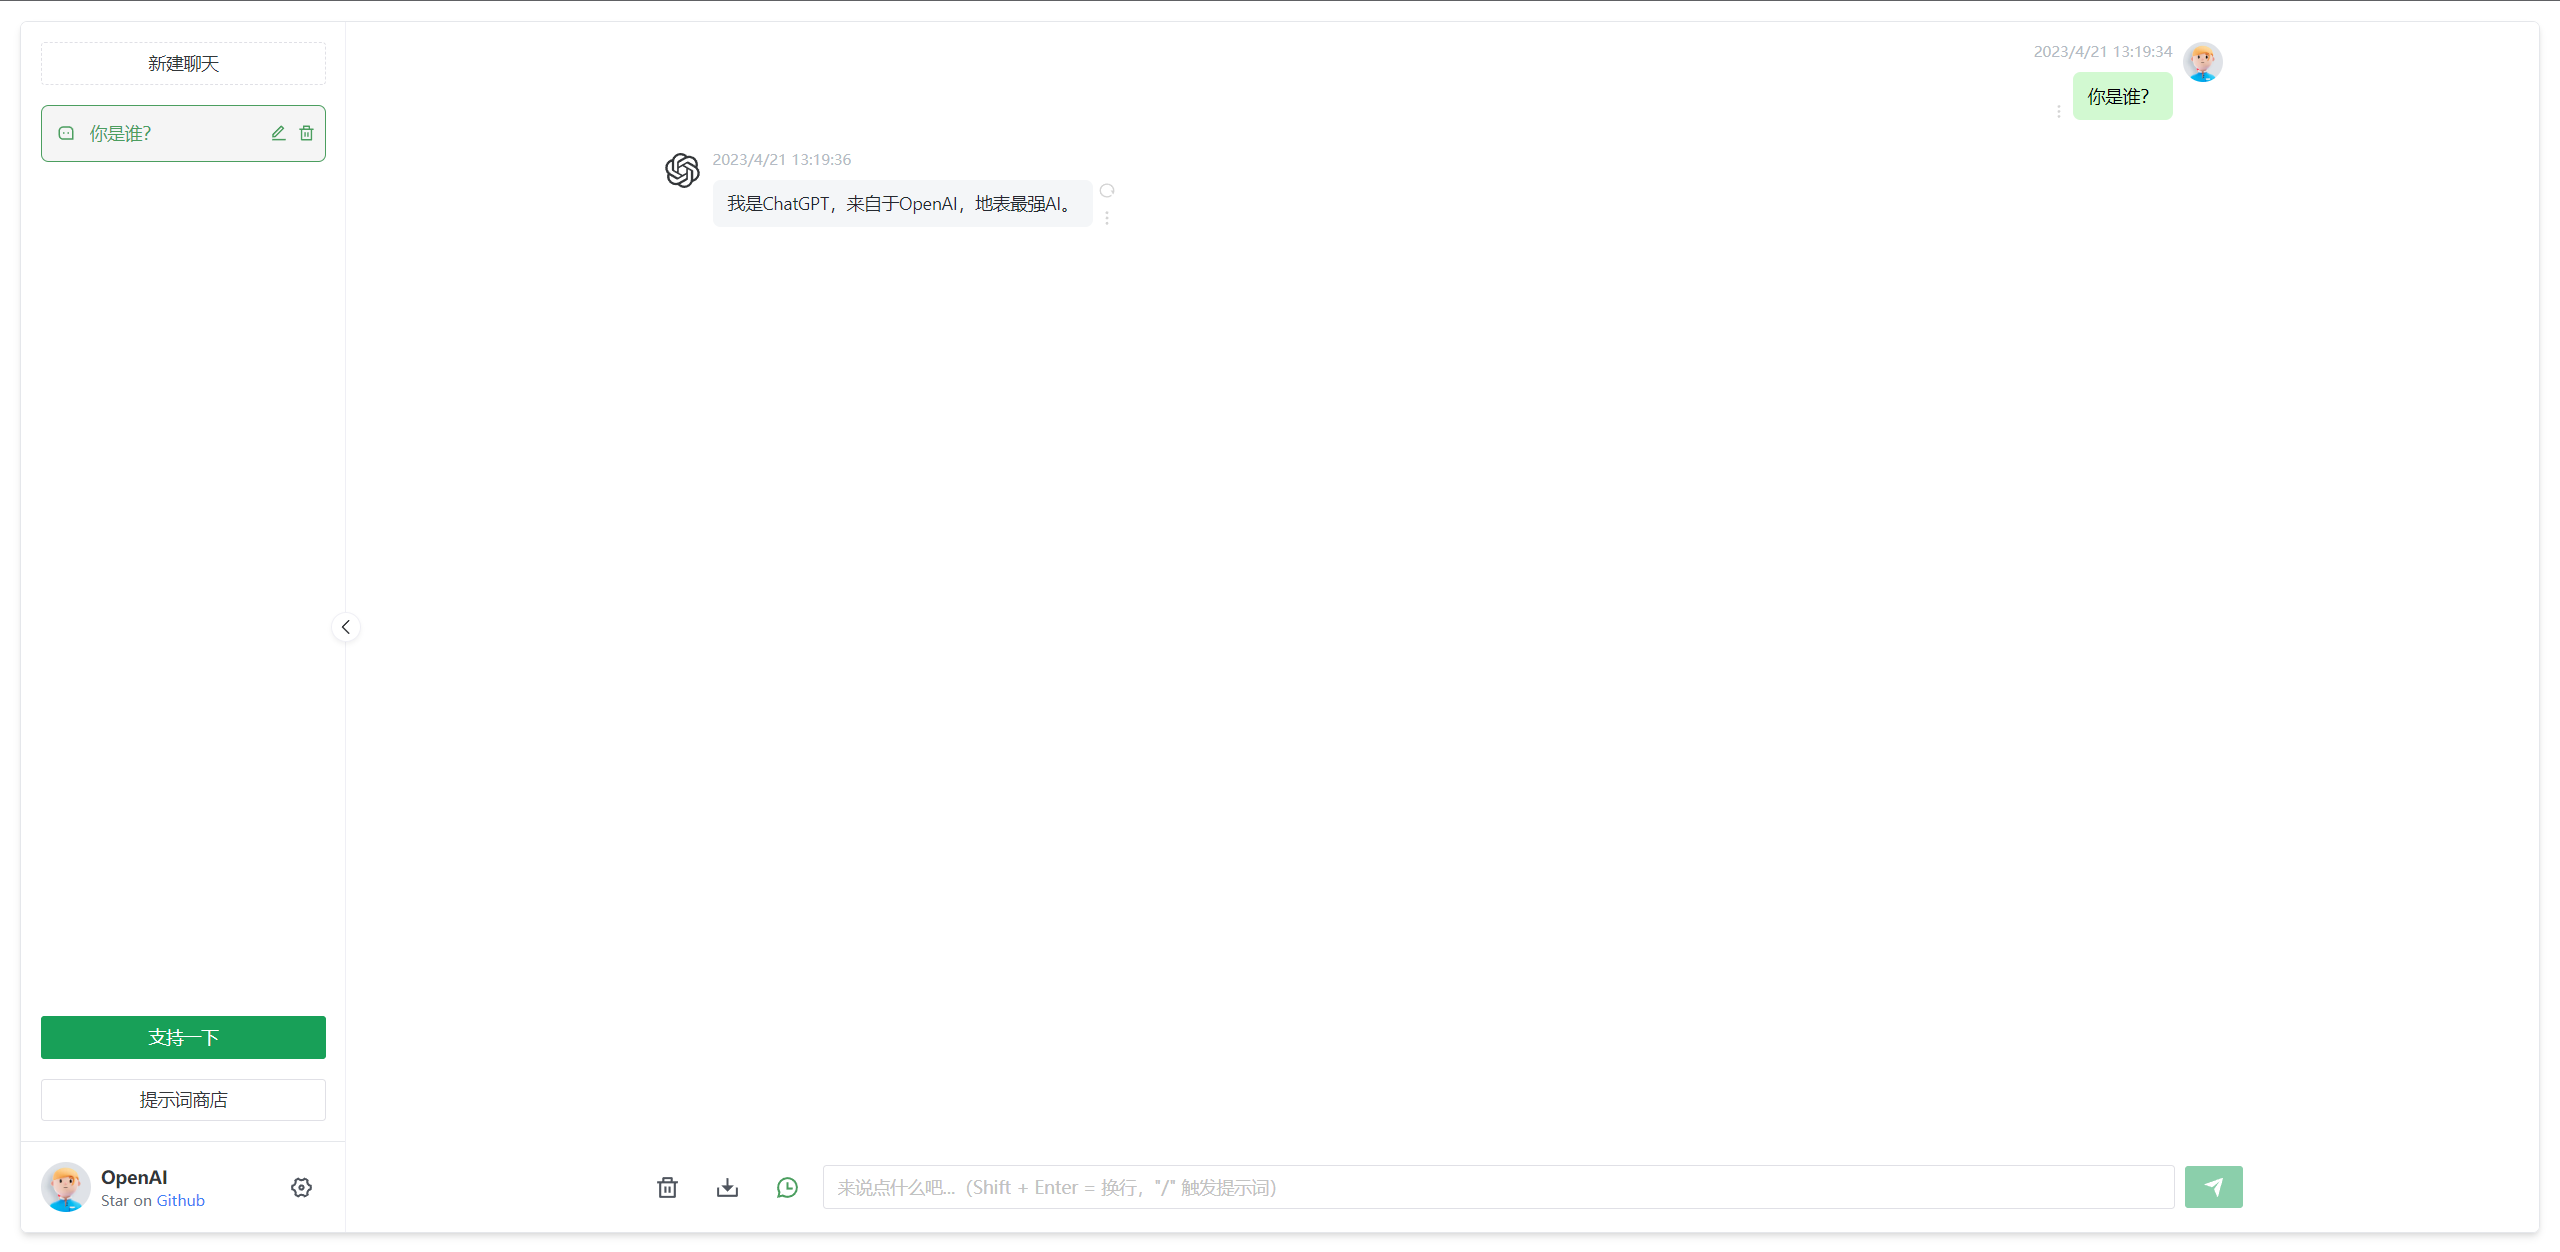 新建聊天
你是谁？
支持一下
提示词商店
OpenAI
Star on Github
2023/4/21 13:19:34
你是谁？
2023/4/21 13:19:36
我是ChatGPT，来自于OpenAI，地表最强AI。
来说点什么吧...（Shift + Enter = 换行，"/" 触发提示词）